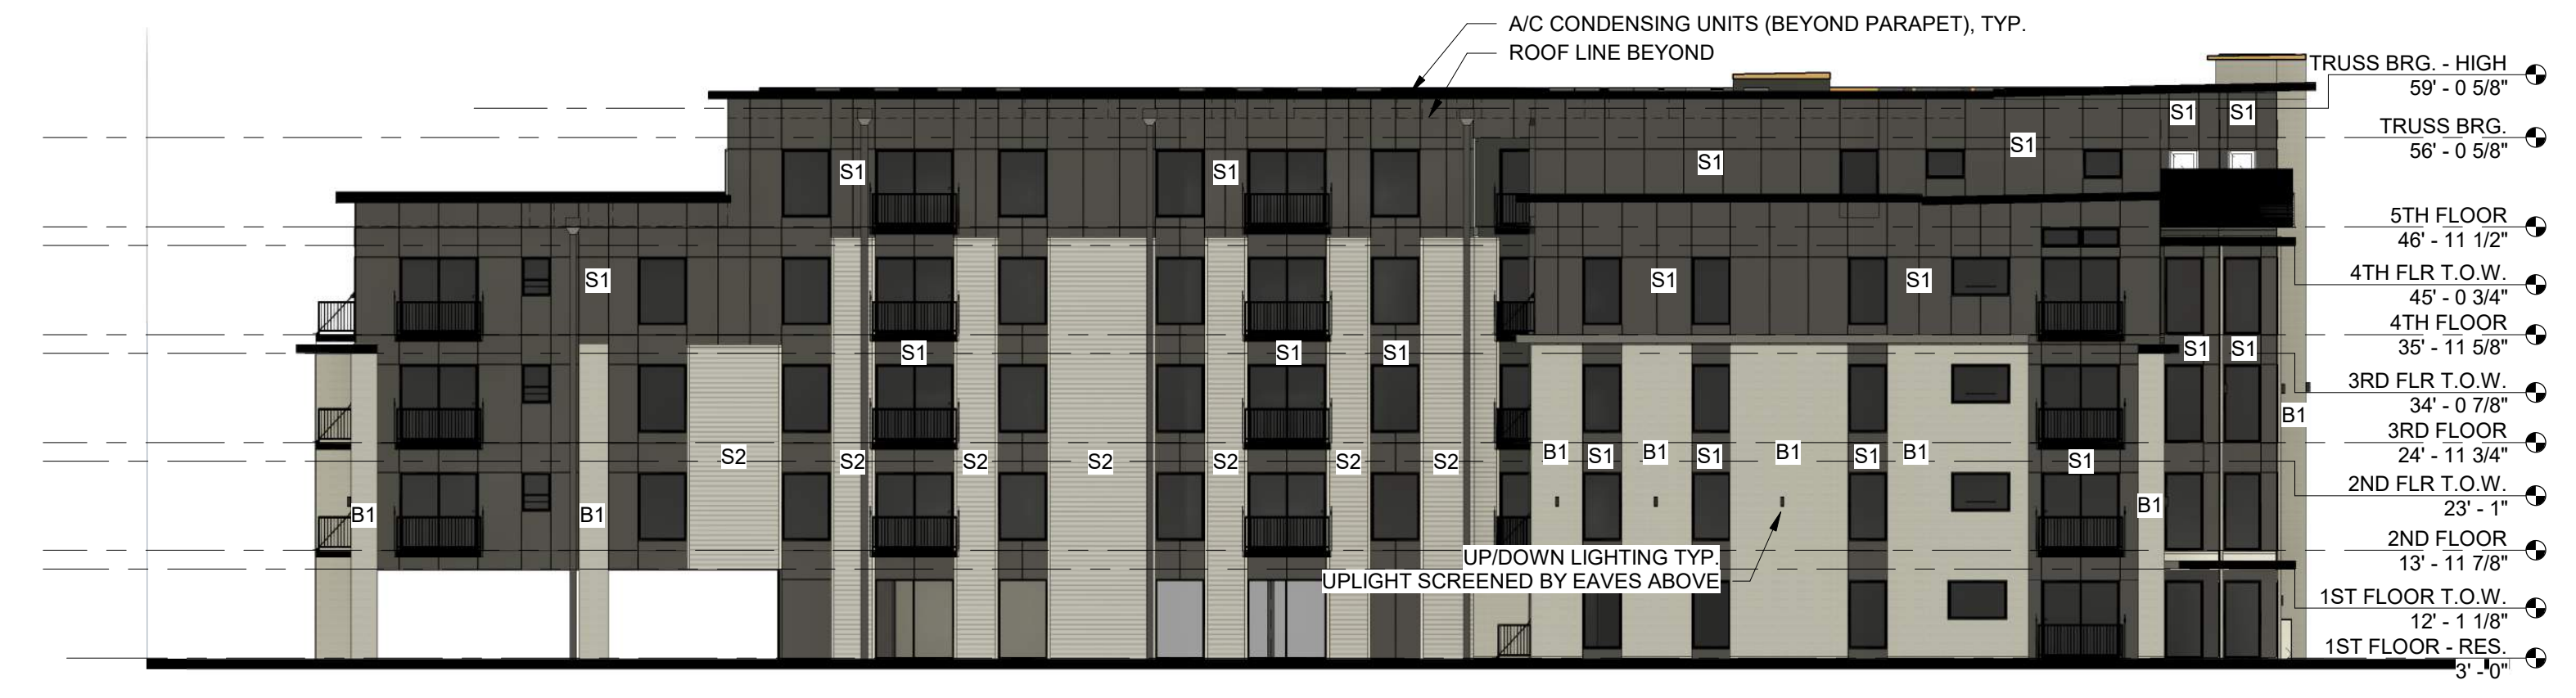 A/C CONDENSING UNITS (BEYOND PARAPET), TYP.
ROOF LINE BEYOND
TRUSS BRG. - HIGH
59' - 0 5/8"
S1 S1
TRUSS BRG.
56' - 0 5/8"
S1 S1 S1 S1
5TH FLOOR
46' - 11 1/2"
S1 S1 S1
4TH FLR T.O.W.
45' - 0 3/4"
4TH FLOOR
35' - 11 5/8"
S1 S1 S1 S1 S1
3RD FLR T.O.W.
34' - 0 7/8"
B1
3RD FLOOR
24' - 11 3/4"
S2 S2 S2 S2 S2 S2 S2 B1 S1 B1 S1 B1 S1 B1 S1
2ND FLR T.O.W.
23' - 1"
B1 B1 B1
2ND FLOOR
13' - 11 7/8"
UP/DOWN LIGHTING TYP.
UPLIGHT SCREENED BY EAVES ABOVE
1ST FLOOR T.O.W.
12' - 1 1/8"
1ST FLOOR - RES.
3' - 0"